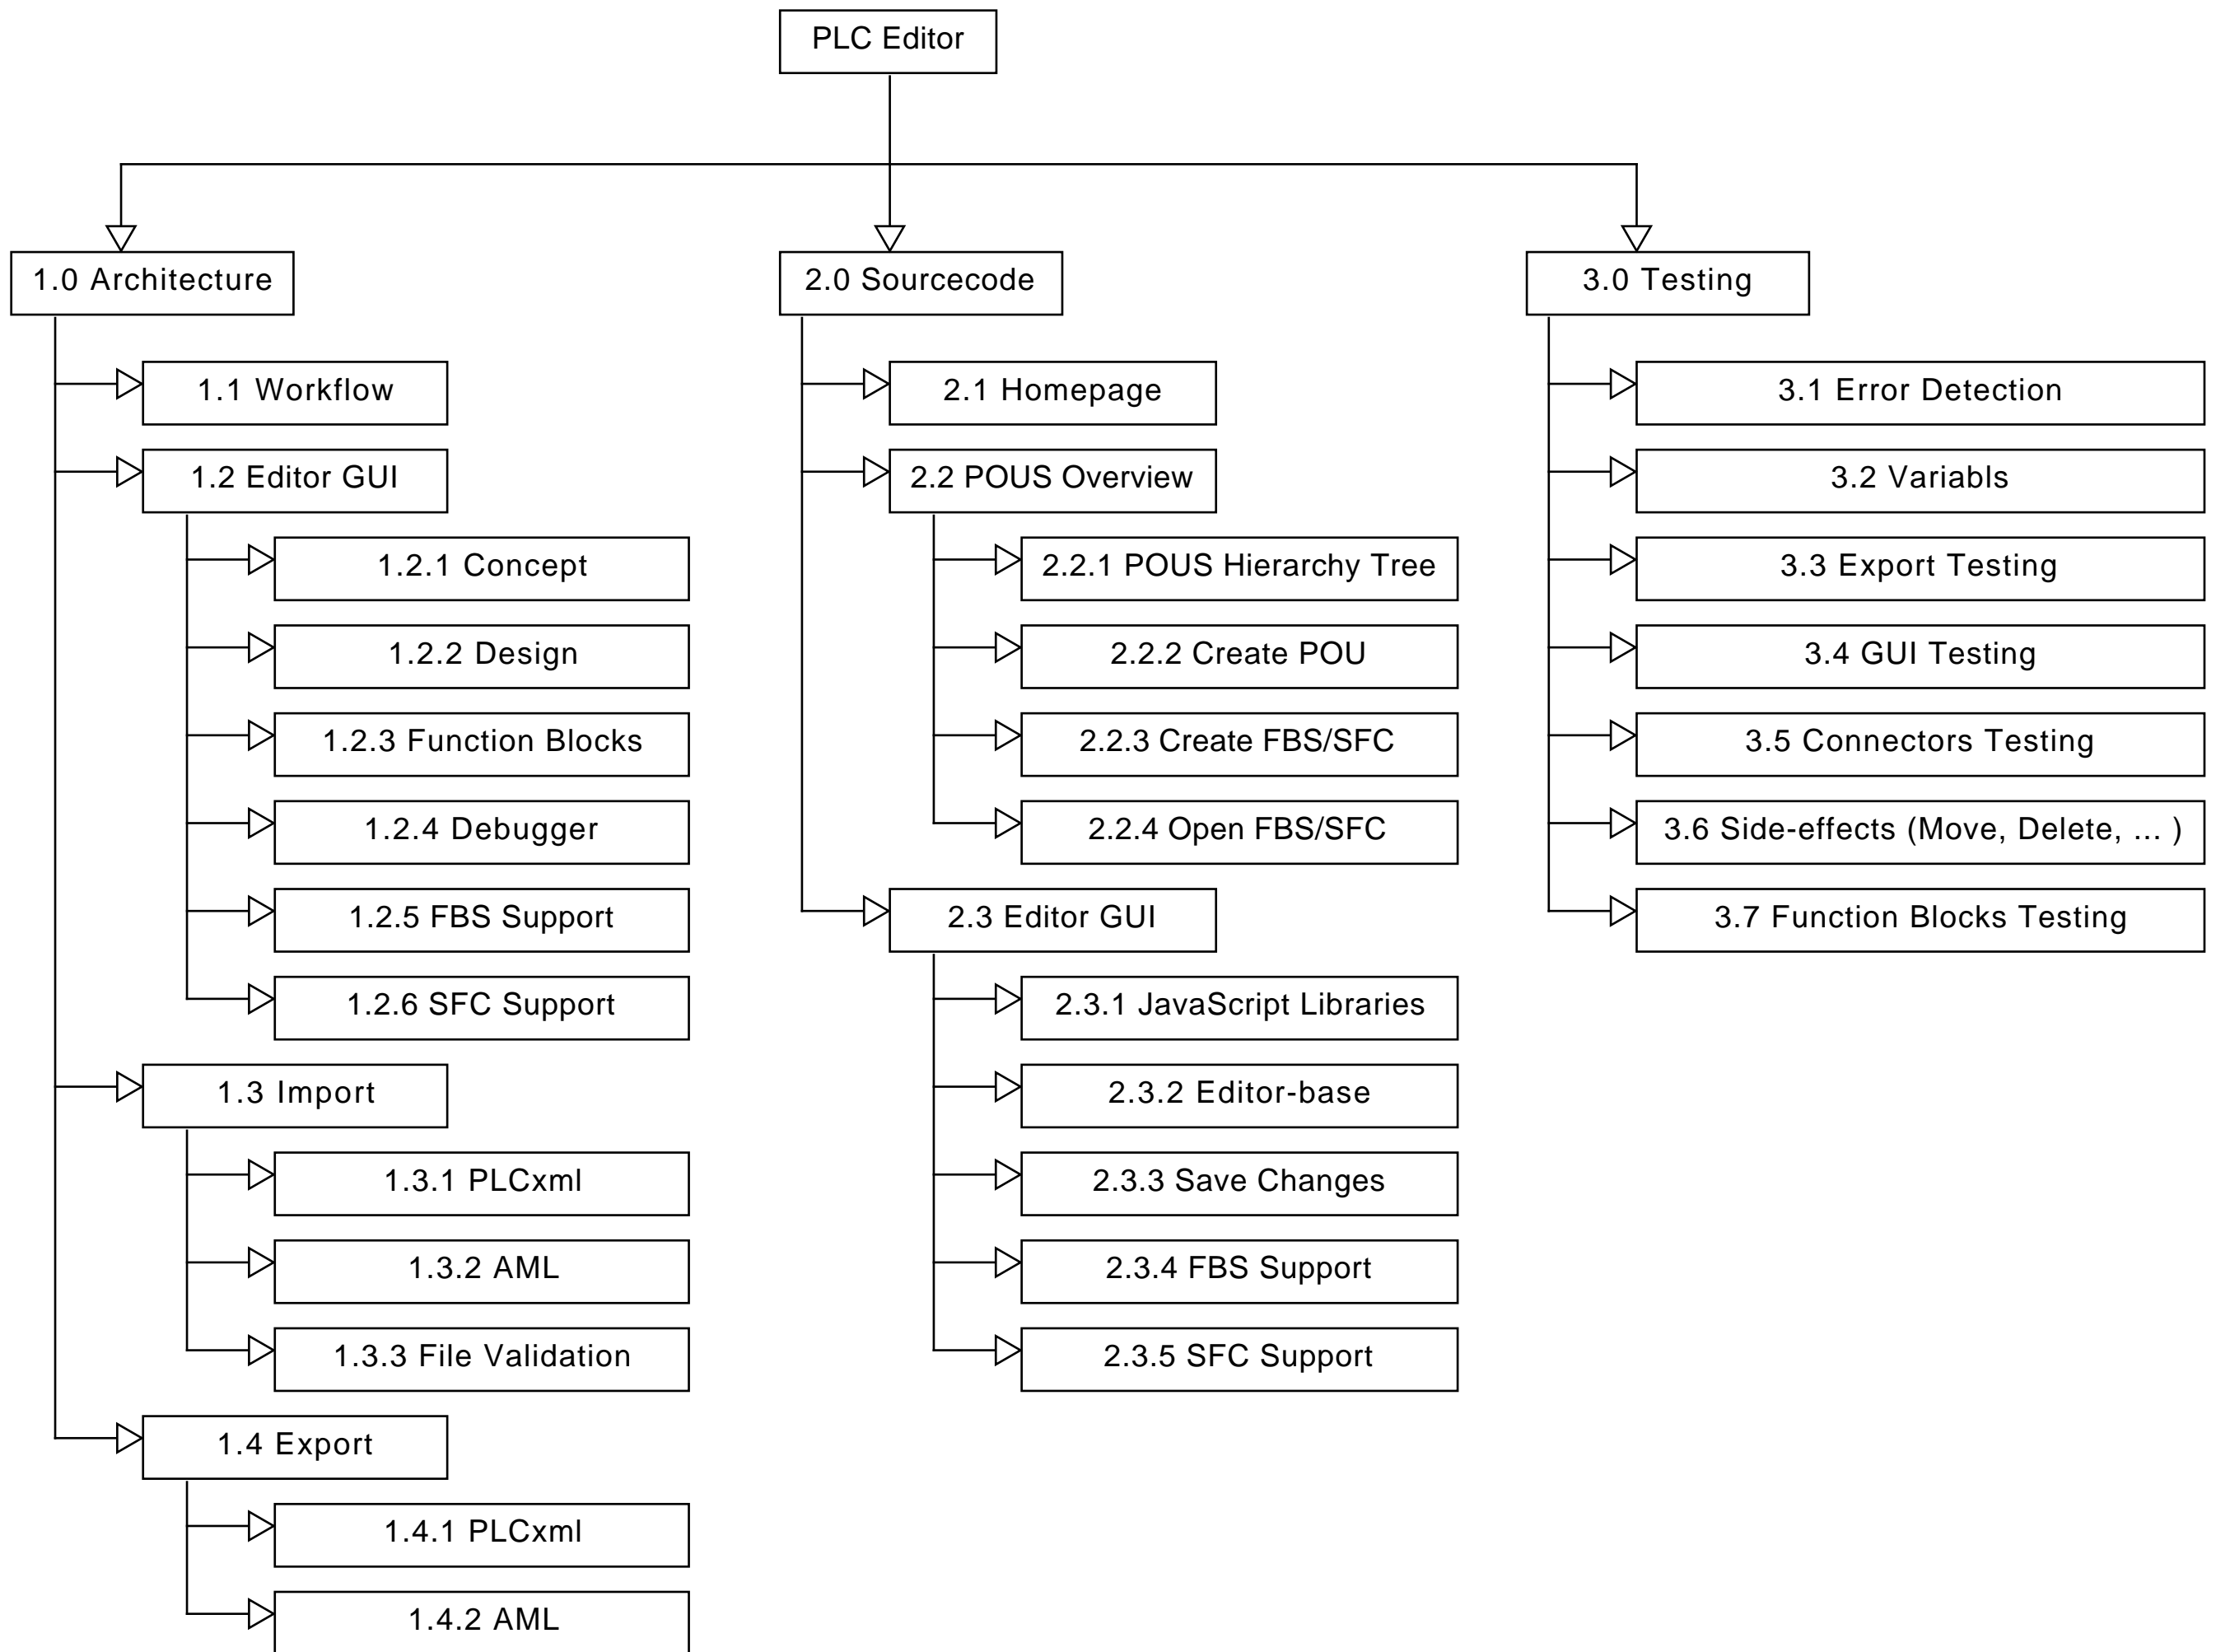 PLC Editor
1.0 Architecture
1.1 Workflow
1.2 Editor GUI
1.2.1 Concept
1.2.2 Design
1.2.3 Function Blocks
1.2.4 Debugger
1.2.5 FBS Support
1.2.6 SFC Support
1.3 Import
1.3.1 PLCxml
1.3.2 AML
1.3.3 File Validation
1.4 Export
1.4.1 PLCxml
1.4.2 AML
2.0 Sourcecode
2.1 Homepage
2.2 POUS Overview
2.2.1 POUS Hierarchy Tree
2.2.2 Create POU
2.2.3 Create FBS/SFC
2.2.4 Open FBS/SFC
2.3 Editor GUI
2.3.1 JavaScript Libraries
2.3.2 Editor-base
2.3.3 Save Changes
2.3.4 FBS Support
2.3.5 SFC Support
3.0 Testing
3.1 Error Detection
3.2 Variabls
3.3 Export Testing
3.4 GUI Testing
3.5 Connectors Testing
3.6 Side-effects (Move, Delete, ... )
3.7 Function Blocks Testing